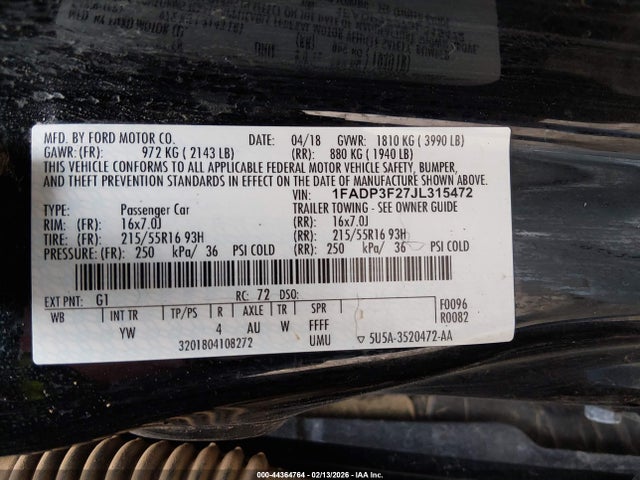 MFD. BY FORD MOTOR CO. DATE: 04/18 GVWR: 1810 KG ( 3990 LB)
GAWR: (FR): 972 KG ( 2143 LB) (RR): 880 KG ( 1940 LB)
THIS VEHICLE CONFORMS TO ALL APPLICABLE FEDERAL MOTOR VEHICLE SAFETY, BUMPER,
AND THEFT PREVENTION STANDARDS IN EFFECT ON THE DATE OF MANUFACTURE SHOWN ABOVE.
VIN: 1FADP3F27JL315472
TYPE: Passenger Car TRAILER TOWING - SEE OWNER GUIDE
RIM: (FR): 16x7.0J (RR): 16x7.0J
TIRE: (FR): 215/55R16 93H (RR): 215/55R16 93H
PRESSURE: (FR): 250 kPa/ 36 PSI COLD (RR): 250 kPa/ 36 PSI COLD
EXT PNT: G1 RC: 72 DSO: F0096
WB INT TR TP/PS R AXLE TR SPR R0082
YW 4 AU W FFFF
3201804108272 UMU ▽ 5U5A-3520472-AA
000-44364764 - 02/13/2026 - IAA Inc.